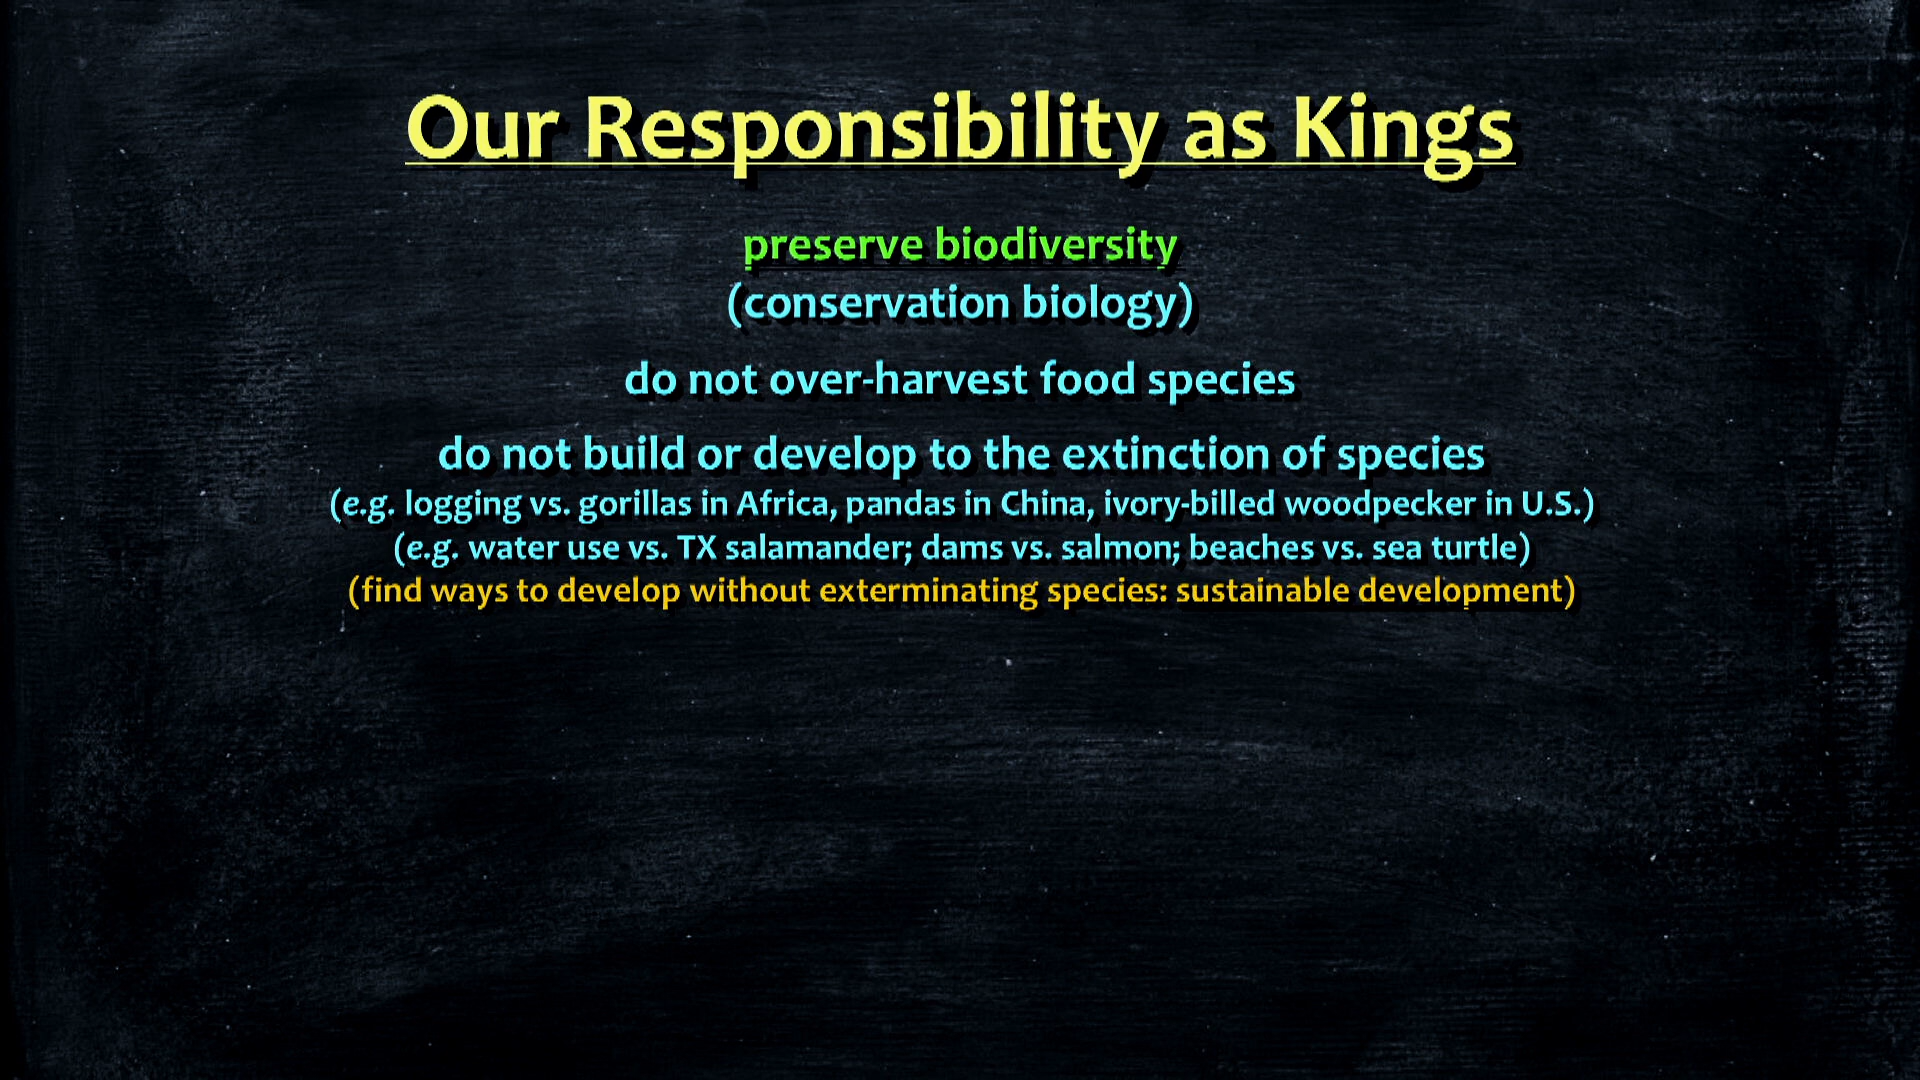 Our Responsibility as Kings
preserve biodiversity
(conservation biology)
do not over-harvest food species
do not build or develop to the extinction of species
(e.g. logging vs. gorillas in Africa, pandas in China, ivory-billed woodpecker in U.S.)
(e.g. water use vs. TX salamander; dams vs. salmon; beaches vs. sea turtle)
(find ways to develop without exterminating species: sustainable development)